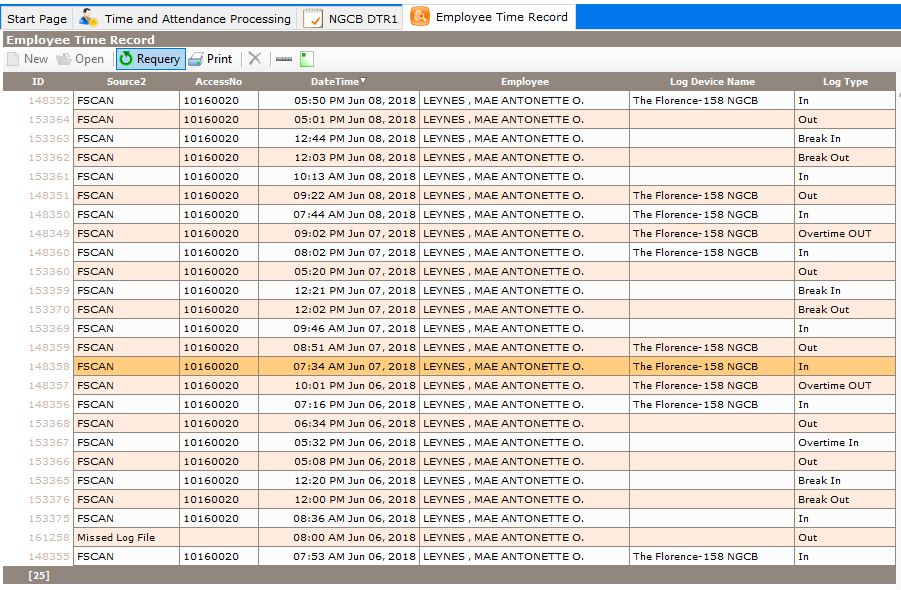 Start Page Time and Attendance Processing NGCB DTR1 Employee Time Record
Employee Time Record
New Open Requery Print
ID Source2 AccessNo DateTime Employee Log Device Name Log Type
148352 FSCAN 10160020 05:50 PM Jun 08, 2018 LEYNES , MAE ANTONETTE O. The Florence-158 NGCB In
153364 FSCAN 10160020 05:01 PM Jun 08, 2018 LEYNES , MAE ANTONETTE O. Out
153363 FSCAN 10160020 12:44 PM Jun 08, 2018 LEYNES , MAE ANTONETTE O. Break In
153362 FSCAN 10160020 12:03 PM Jun 08, 2018 LEYNES , MAE ANTONETTE O. Break Out
153361 FSCAN 10160020 10:13 AM Jun 08, 2018 LEYNES , MAE ANTONETTE O. In
148351 FSCAN 10160020 09:22 AM Jun 08, 2018 LEYNES , MAE ANTONETTE O. The Florence-158 NGCB Out
148350 FSCAN 10160020 07:44 AM Jun 08, 2018 LEYNES , MAE ANTONETTE O. The Florence-158 NGCB In
148349 FSCAN 10160020 09:02 PM Jun 07, 2018 LEYNES , MAE ANTONETTE O. The Florence-158 NGCB Overtime OUT
148360 FSCAN 10160020 08:02 PM Jun 07, 2018 LEYNES , MAE ANTONETTE O. The Florence-158 NGCB In
153360 FSCAN 10160020 05:20 PM Jun 07, 2018 LEYNES , MAE ANTONETTE O. Out
153359 FSCAN 10160020 12:21 PM Jun 07, 2018 LEYNES , MAE ANTONETTE O. Break In
153370 FSCAN 10160020 12:02 PM Jun 07, 2018 LEYNES , MAE ANTONETTE O. Break Out
153369 FSCAN 10160020 09:46 AM Jun 07, 2018 LEYNES , MAE ANTONETTE O. In
148359 FSCAN 10160020 08:51 AM Jun 07, 2018 LEYNES , MAE ANTONETTE O. The Florence-158 NGCB Out
148358 FSCAN 10160020 07:34 AM Jun 07, 2018 LEYNES , MAE ANTONETTE O. The Florence-158 NGCB In
148357 FSCAN 10160020 10:01 PM Jun 06, 2018 LEYNES , MAE ANTONETTE O. The Florence-158 NGCB Overtime OUT
148356 FSCAN 10160020 07:16 PM Jun 06, 2018 LEYNES , MAE ANTONETTE O. The Florence-158 NGCB In
153368 FSCAN 10160020 06:34 PM Jun 06, 2018 LEYNES , MAE ANTONETTE O. Out
153367 FSCAN 10160020 05:32 PM Jun 06, 2018 LEYNES , MAE ANTONETTE O. Overtime In
153366 FSCAN 10160020 05:08 PM Jun 06, 2018 LEYNES , MAE ANTONETTE O. Out
153365 FSCAN 10160020 12:20 PM Jun 06, 2018 LEYNES , MAE ANTONETTE O. Break In
153376 FSCAN 10160020 12:00 PM Jun 06, 2018 LEYNES , MAE ANTONETTE O. Break Out
153375 FSCAN 10160020 08:36 AM Jun 06, 2018 LEYNES , MAE ANTONETTE O. In
161258 Missed Log File 08:00 AM Jun 06, 2018 LEYNES , MAE ANTONETTE O. Out
148355 FSCAN 10160020 07:53 AM Jun 06, 2018 LEYNES , MAE ANTONETTE O. The Florence-158 NGCB In
[25]